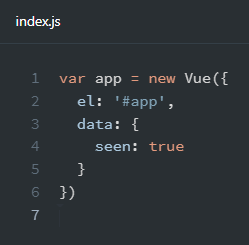 index.js
1 var app = new Vue({
2   el: '#app',
3   data: {
4     seen: true
5   }
6 })
7